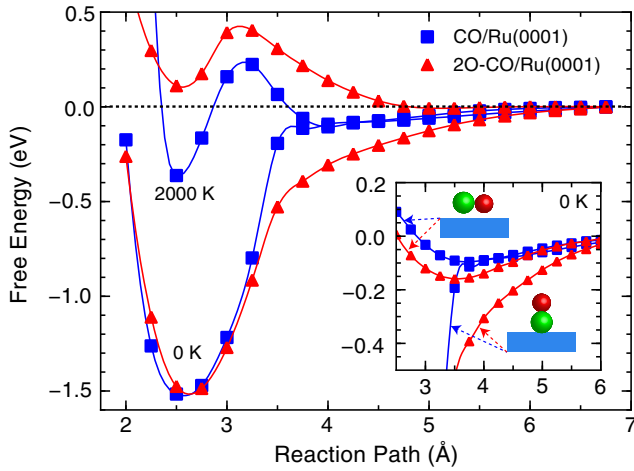 CO/Ru(0001)
2O-CO/Ru(0001)
0.5
0.0
−0.5
−1.0
−1.5
Free Energy (eV)
2000 K
0 K
0.2
0.0
−0.2
−0.4
0 K
3
4
5
6
2
3
4
5
6
7
Reaction Path (Å)